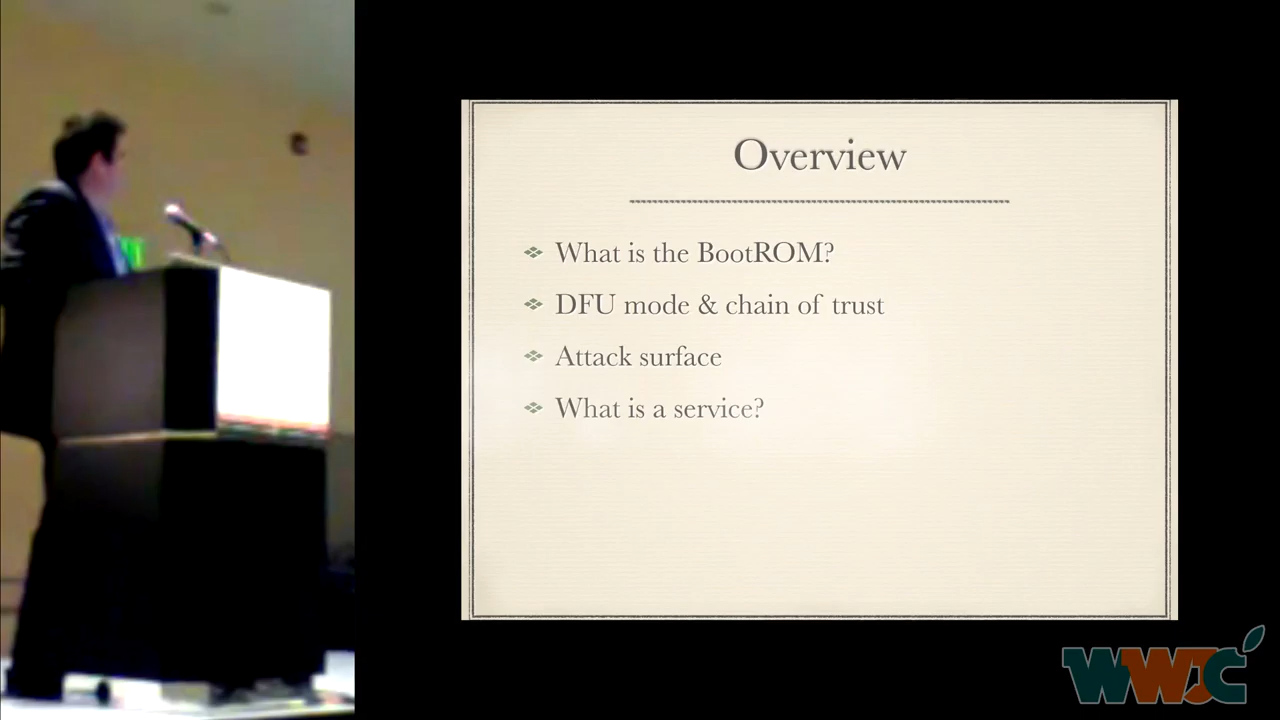 Overview
What is the BootROM?
DFU mode & chain of trust
Attack surface
What is a service?
WWJC